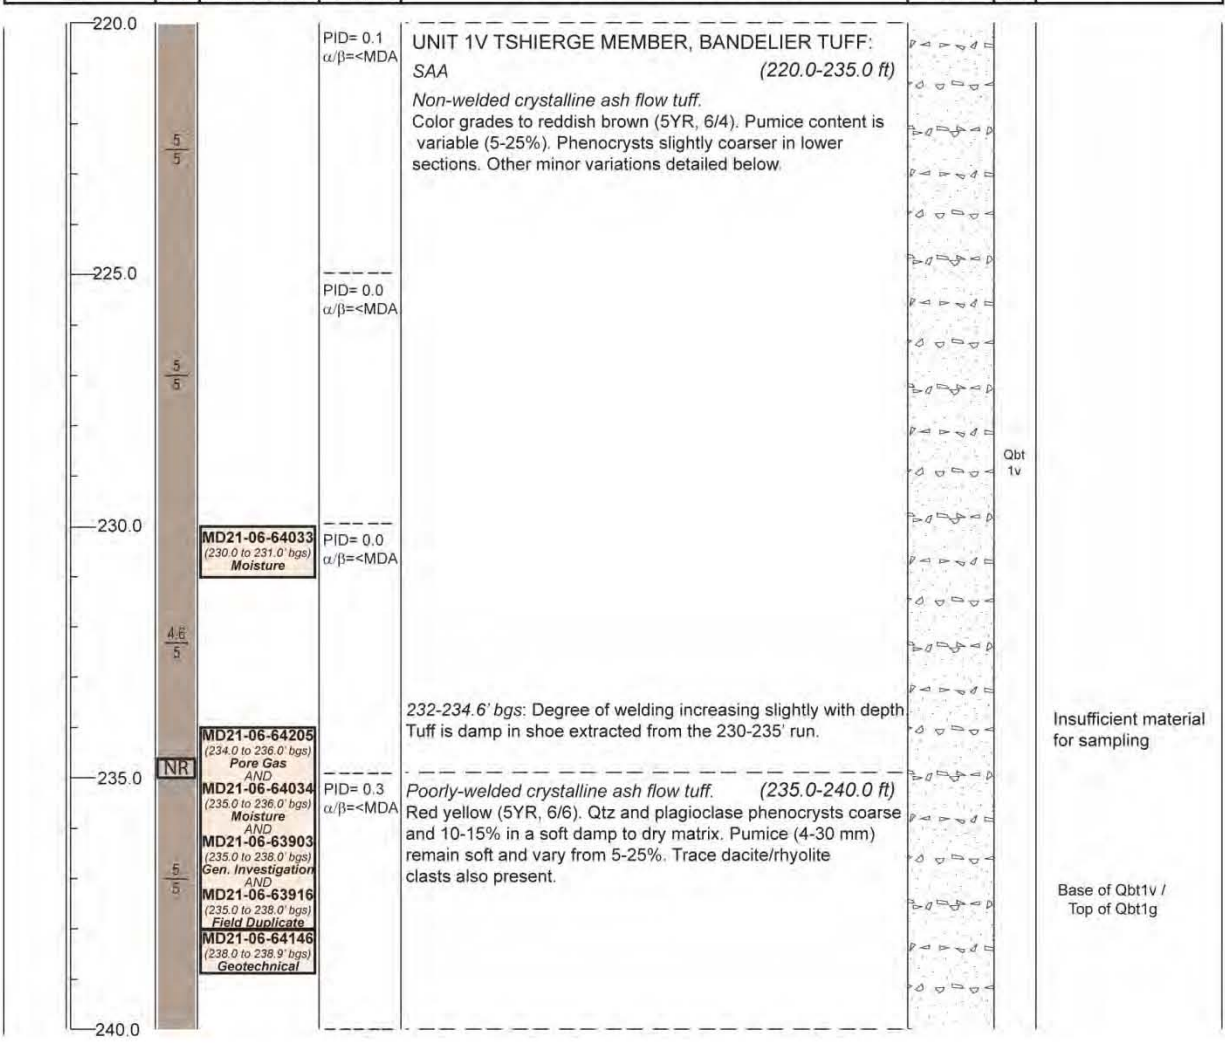 220.0
PID= 0.1
α/β=<MDA
UNIT 1V TSHIERGE MEMBER, BANDELIER TUFF:
SAA (220.0-235.0 ft)
Non-welded crystalline ash flow tuff.
Color grades to reddish brown (5YR, 6/4). Pumice content is
variable (5-25%). Phenocrysts slightly coarser in lower
sections. Other minor variations detailed below.
5
5
225.0
PID= 0.0
α/β=<MDA
5
5
Qbt
1v
230.0
MD21-06-64033
(230.0 to 231.0' bgs)
Moisture
PID= 0.0
α/β=<MDA
4.6
5
232-234.6' bgs: Degree of welding increasing slightly with depth.
Tuff is damp in shoe extracted from the 230-235' run.
Insufficient material
for sampling
NR
235.0
MD21-06-64205
(234.0 to 236.0' bgs)
Pore Gas
AND
MD21-06-64034
(235.0 to 236.0' bgs)
Moisture
AND
MD21-06-63903
(235.0 to 238.0' bgs)
Gen. Investigation
AND
MD21-06-63916
(235.0 to 238.0' bgs)
Field Duplicate
MD21-06-64146
(238.0 to 238.9' bgs)
Geotechnical
PID= 0.3
α/β=<MDA
Poorly-welded crystalline ash flow tuff. (235.0-240.0 ft)
Red yellow (5YR, 6/6). Qtz and plagioclase phenocrysts coarse
and 10-15% in a soft damp to dry matrix. Pumice (4-30 mm)
remain soft and vary from 5-25%. Trace dacite/rhyolite
clasts also present.
5
5
Base of Qbt1v /
Top of Qbt1g
240.0